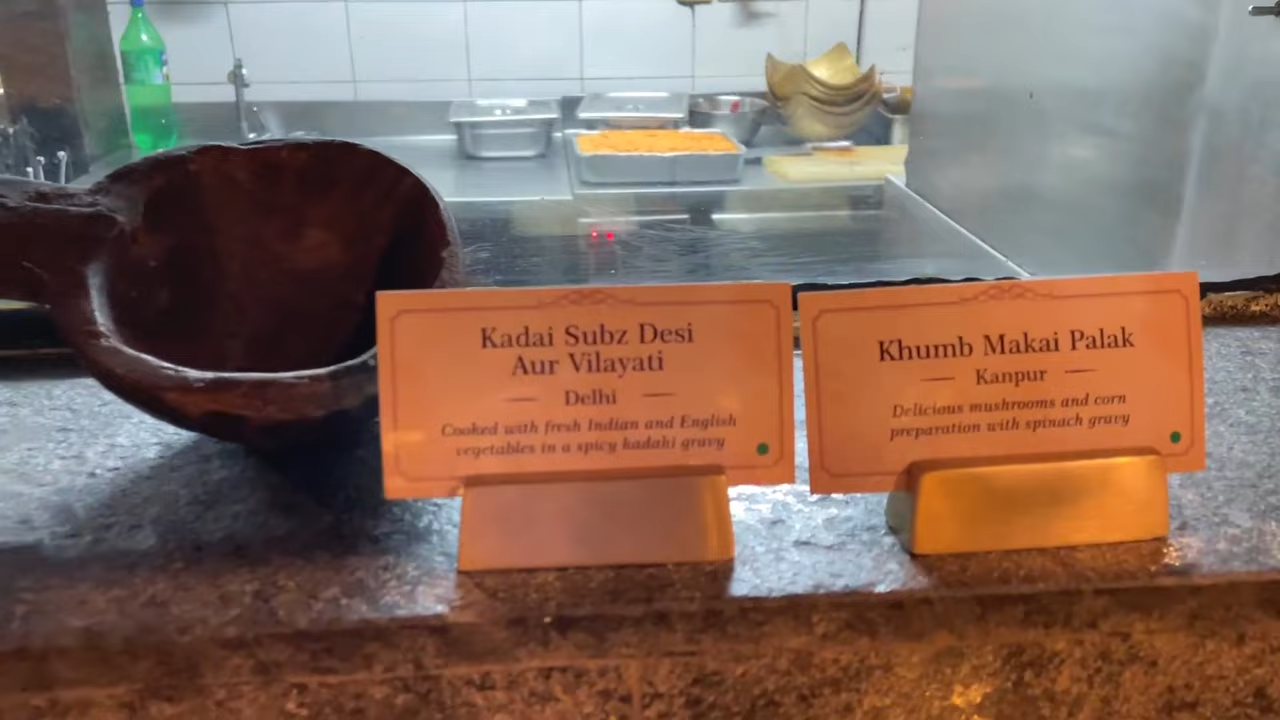 Kadai Subz Desi
Aur Vilayati
Delhi
Cooked with fresh Indian and English
vegetables in a spicy kadahi gravy
Khumb Makai Palak
Kanpur
Delicious mushrooms and corn
preparation with spinach gravy